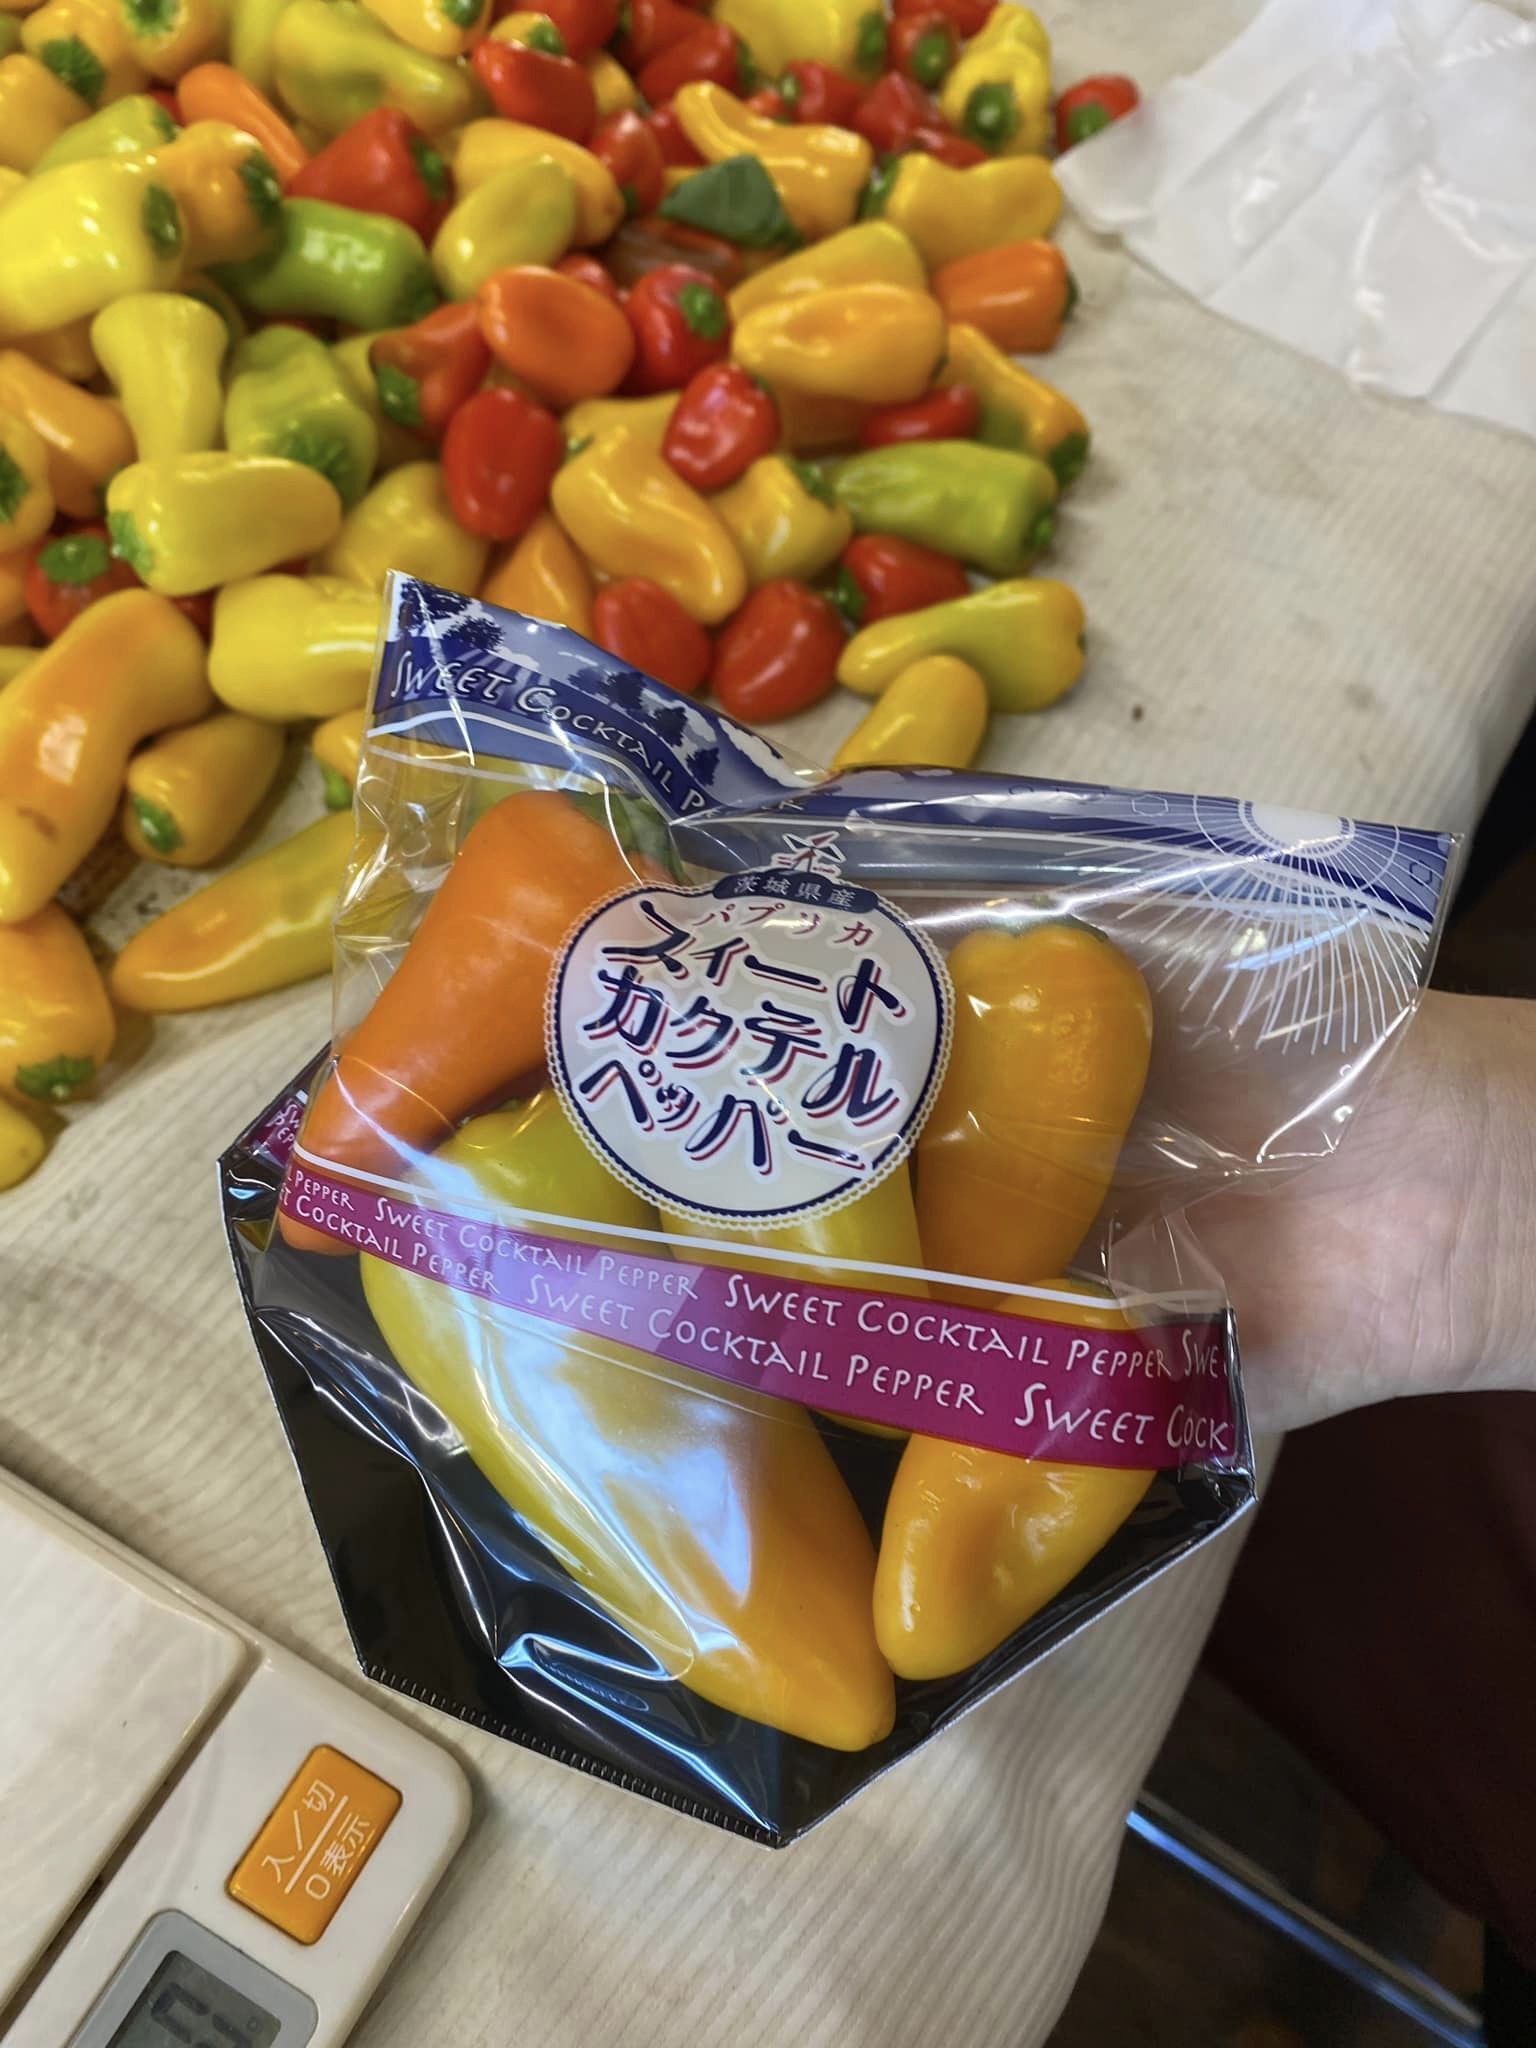 SWEET COCKTAIL P
茨城県産
パプリカ
スイート
カクテル
ペッパー
PEPPER SWEET COCKTAIL PEPPER SWEET COCKTAIL PEPPER SWE
COCKTAIL PEPPER SWEET COCKTAIL PEPPER SWEET COCK
入/切
0表示